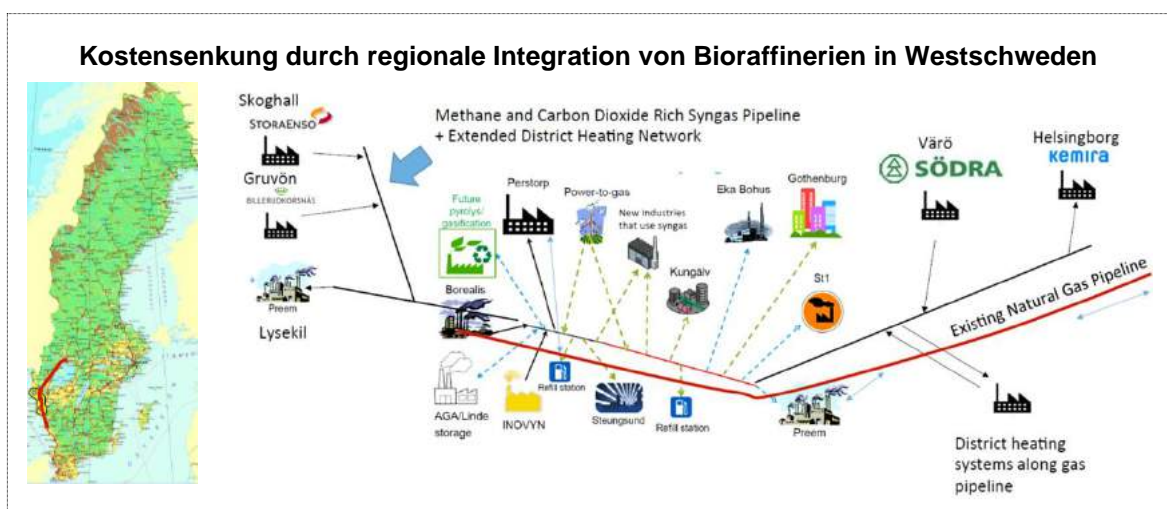 Kostensenkung durch regionale Integration von Bioraffinerien in Westschweden
Skoghall
STORAENSO
Methane and Carbon Dioxide Rich Syngas Pipeline
+ Extended District Heating Network
Gruvön
BILLERUDKORSNÄS
Preem
Lysekil
Future
pyrolys/
gasification
Borealis
Perstorp
Power-to-gas
New Industries
that use syngas
Kungälv
Eka Bohus
Gothenburg
St1
Värö
SÖDRA
Helsingborg
kemira
Existing Natural Gas Pipeline
AGA/Linde
storage
INOVYN
Refill station
Steungsund
Refill station
Preem
District heating
systems along gas
pipeline